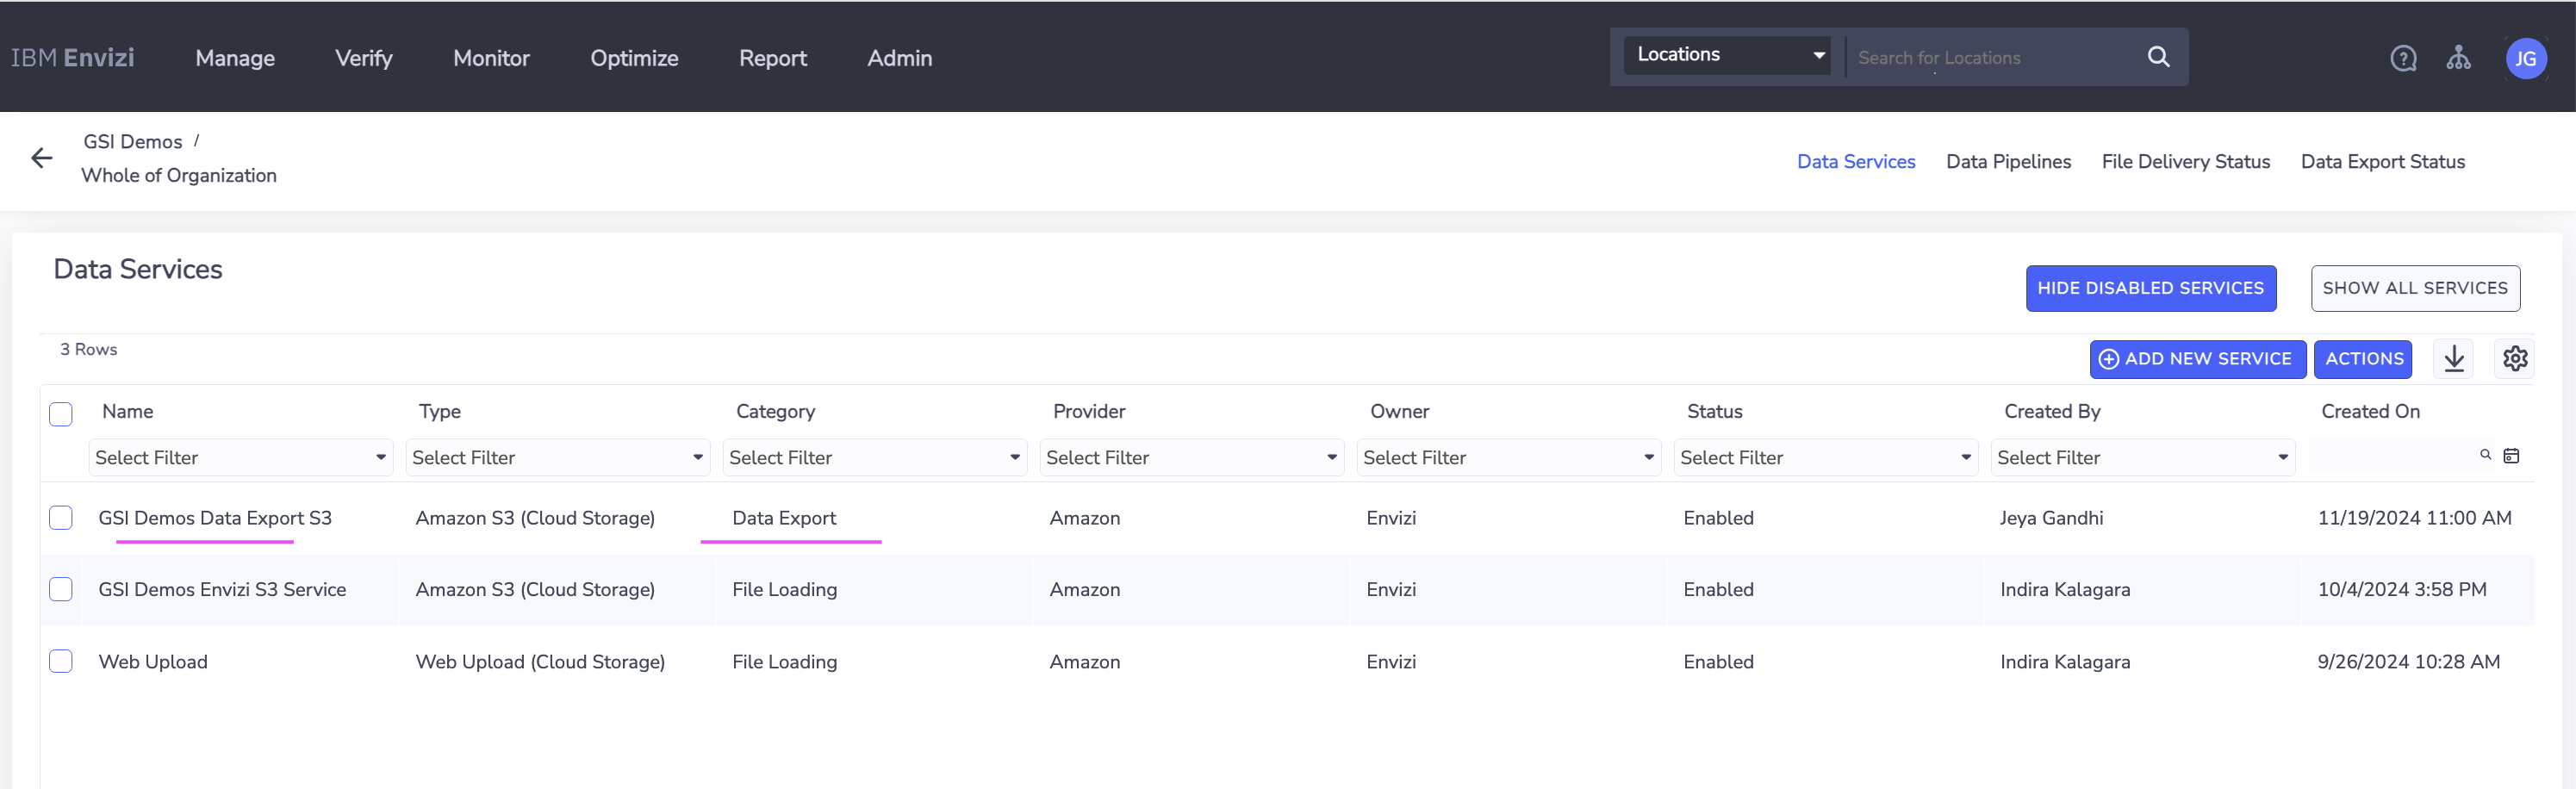 IBM Envizi Manage Verify Monitor Optimize Report Admin Locations Search for Locations ? JG
GSI Demos /
Whole of Organization
Data Services Data Pipelines File Delivery Status Data Export Status
Data Services
HIDE DISABLED SERVICES SHOW ALL SERVICES
3 Rows
ADD NEW SERVICE ACTIONS
Name Type Category Provider Owner Status Created By Created On
Select Filter Select Filter Select Filter Select Filter Select Filter Select Filter Select Filter
GSI Demos Data Export S3 Amazon S3 (Cloud Storage) Data Export Amazon Envizi Enabled Jeya Gandhi 11/19/2024 11:00 AM
GSI Demos Envizi S3 Service Amazon S3 (Cloud Storage) File Loading Amazon Envizi Enabled Indira Kalagara 10/4/2024 3:58 PM
Web Upload Web Upload (Cloud Storage) File Loading Amazon Envizi Enabled Indira Kalagara 9/26/2024 10:28 AM